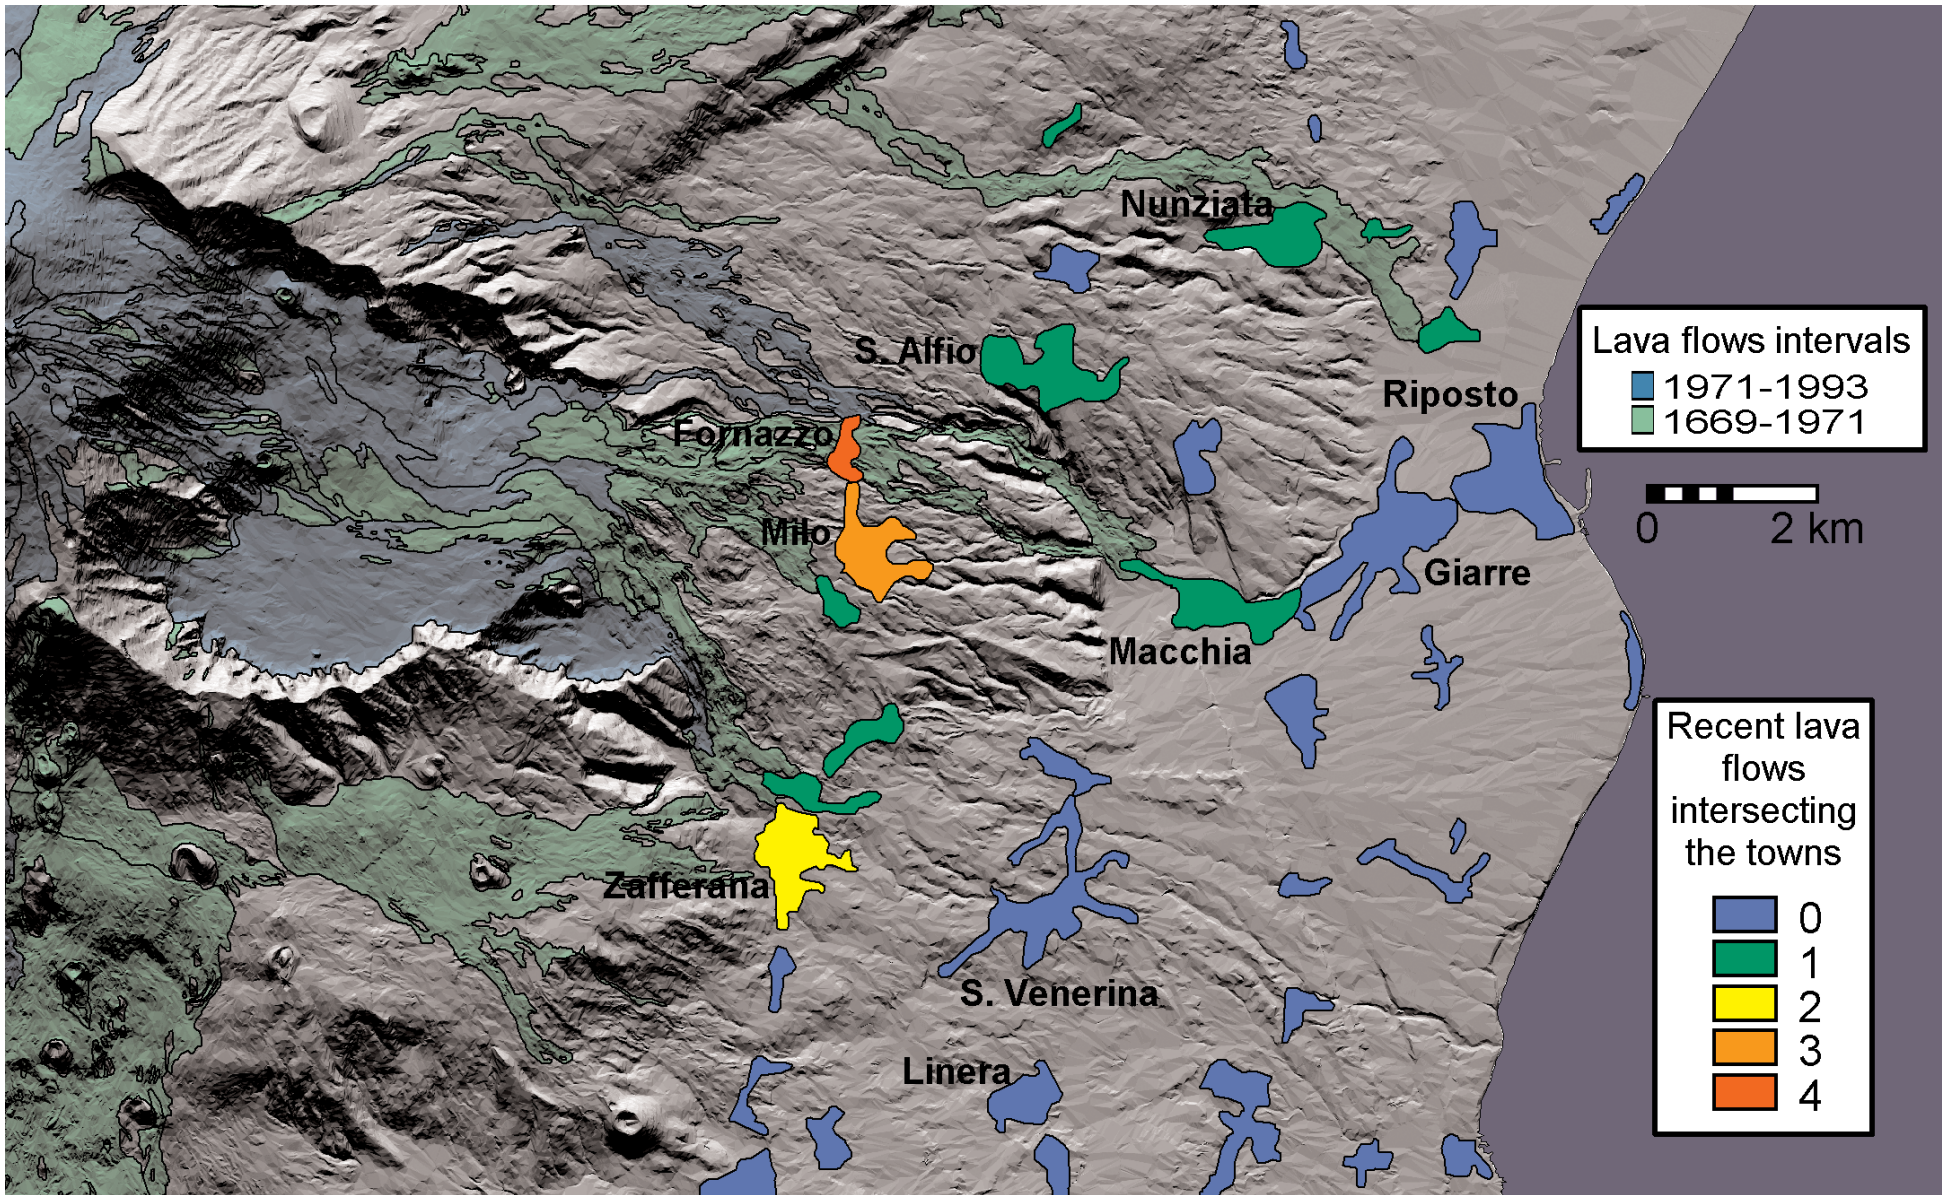 Nunziata
S. Alfio
Riposto
Fornazzo
Milo
Giarre
Macchia
Zafferana
S. Venerina
Linera
Lava flows intervals
1971-1993
1669-1971
0 2 km
Recent lava
flows
intersecting
the towns
0
1
2
3
4